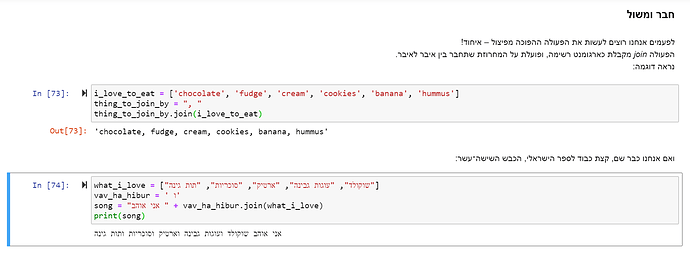 חבר ומשול
לפעמים אנחנו רוצים לעשות את הפעולה ההפוכה מפיצול – איחוד!
הפעולה join מקבלת כארגומנט רשימה, ופועלת על המחרוזת שתחבר בין איבר לאיבר.
נראה דוגמה:
In [73]: i_love_to_eat = ['chocolate', 'fudge', 'cream', 'cookies', 'banana', 'hummus']
thing_to_join_by = ", "
thing_to_join_by.join(i_love_to_eat)
Out[73]: 'chocolate, fudge, cream, cookies, banana, hummus'
ואם אנחנו כבר שם, קצת כבוד לספר הישראלי, הכבש השישה־עשר:
In [74]: what_i_love = ["שוקולד", "עוגות גבינה", "ארטיק", "סוכריות", "תות גינה"]
vav_ha_hibur = ' ו'
song = "אני אוהב " + vav_ha_hibur.join(what_i_love)
print(song)
אני אוהב שוקולד ועוגות גבינה וארטיק וסוכריות ותות גינה